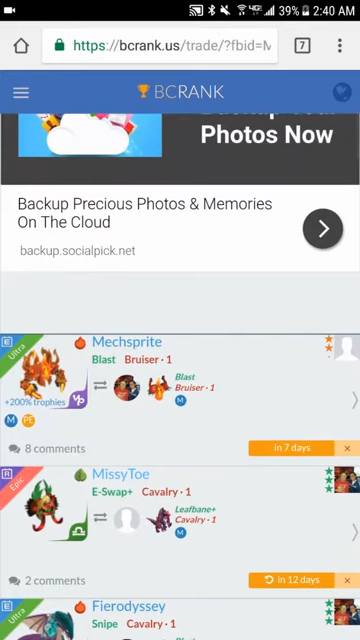 39% 2:40 AM
https://bcrank.us/trade/?fbid=M
7
BCRANK
Photos Now
Backup Precious Photos & Memories
On The Cloud
backup.socialpick.net
E
Ultra
Mechsprite
Blast Bruiser · 1
Blast
Bruiser · 1
+200% trophies
M PE
M
8 comments
in 7 days ×
R
Epic
MissyToe
E-Swap+ Cavalry · 1
Leafbane+
Cavalry · 1
M
2 comments
in 12 days ×
E
Ultra
Fierodyssey
Snipe Cavalry · 1